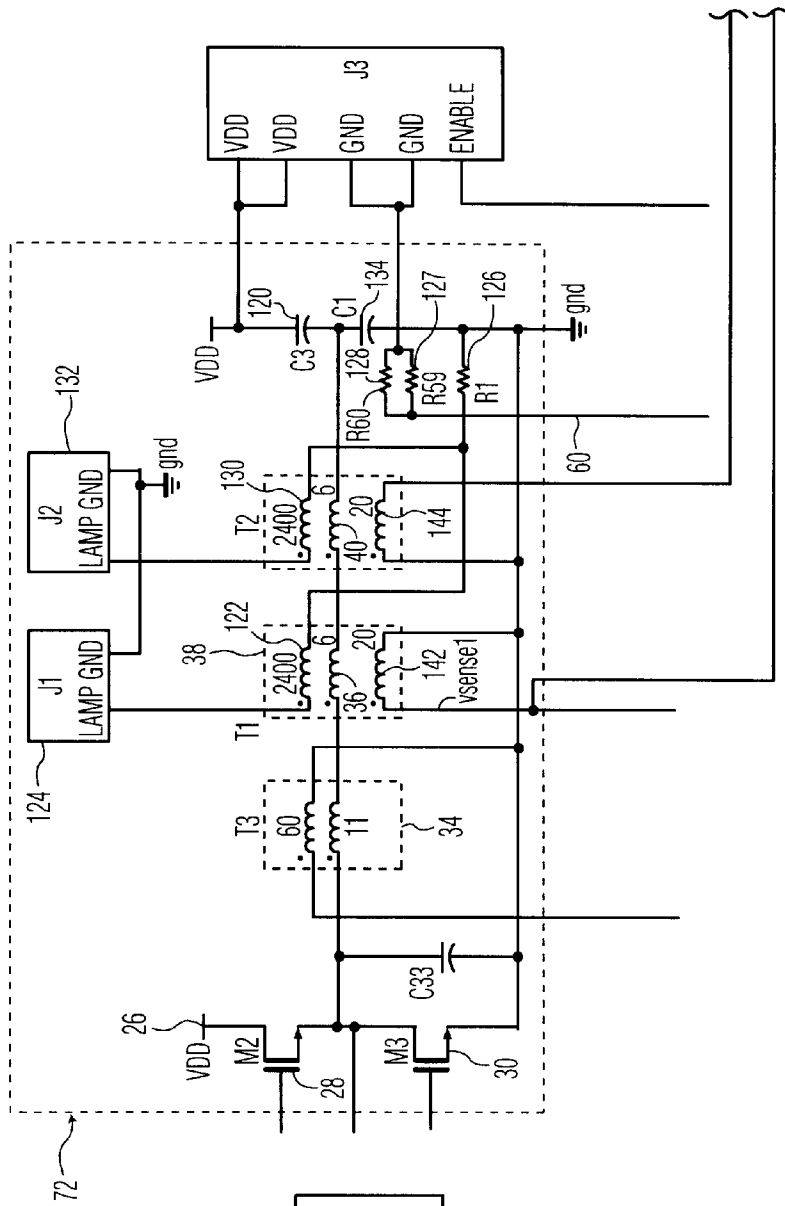 72
124
J1
LAMP GND
132
J2
LAMP GND
gnd
VDD
26
M2
28
M3
30
C33
T3
60
11
34
T1
38
122
2400
6
36
20
142
vsense1
T2
130
2400
6
40
20
144
VDD
120
C3
C1
134
R60
128
127
R59
126
R1
gnd
60
J3
VDD
VDD
GND
GND
ENABLE